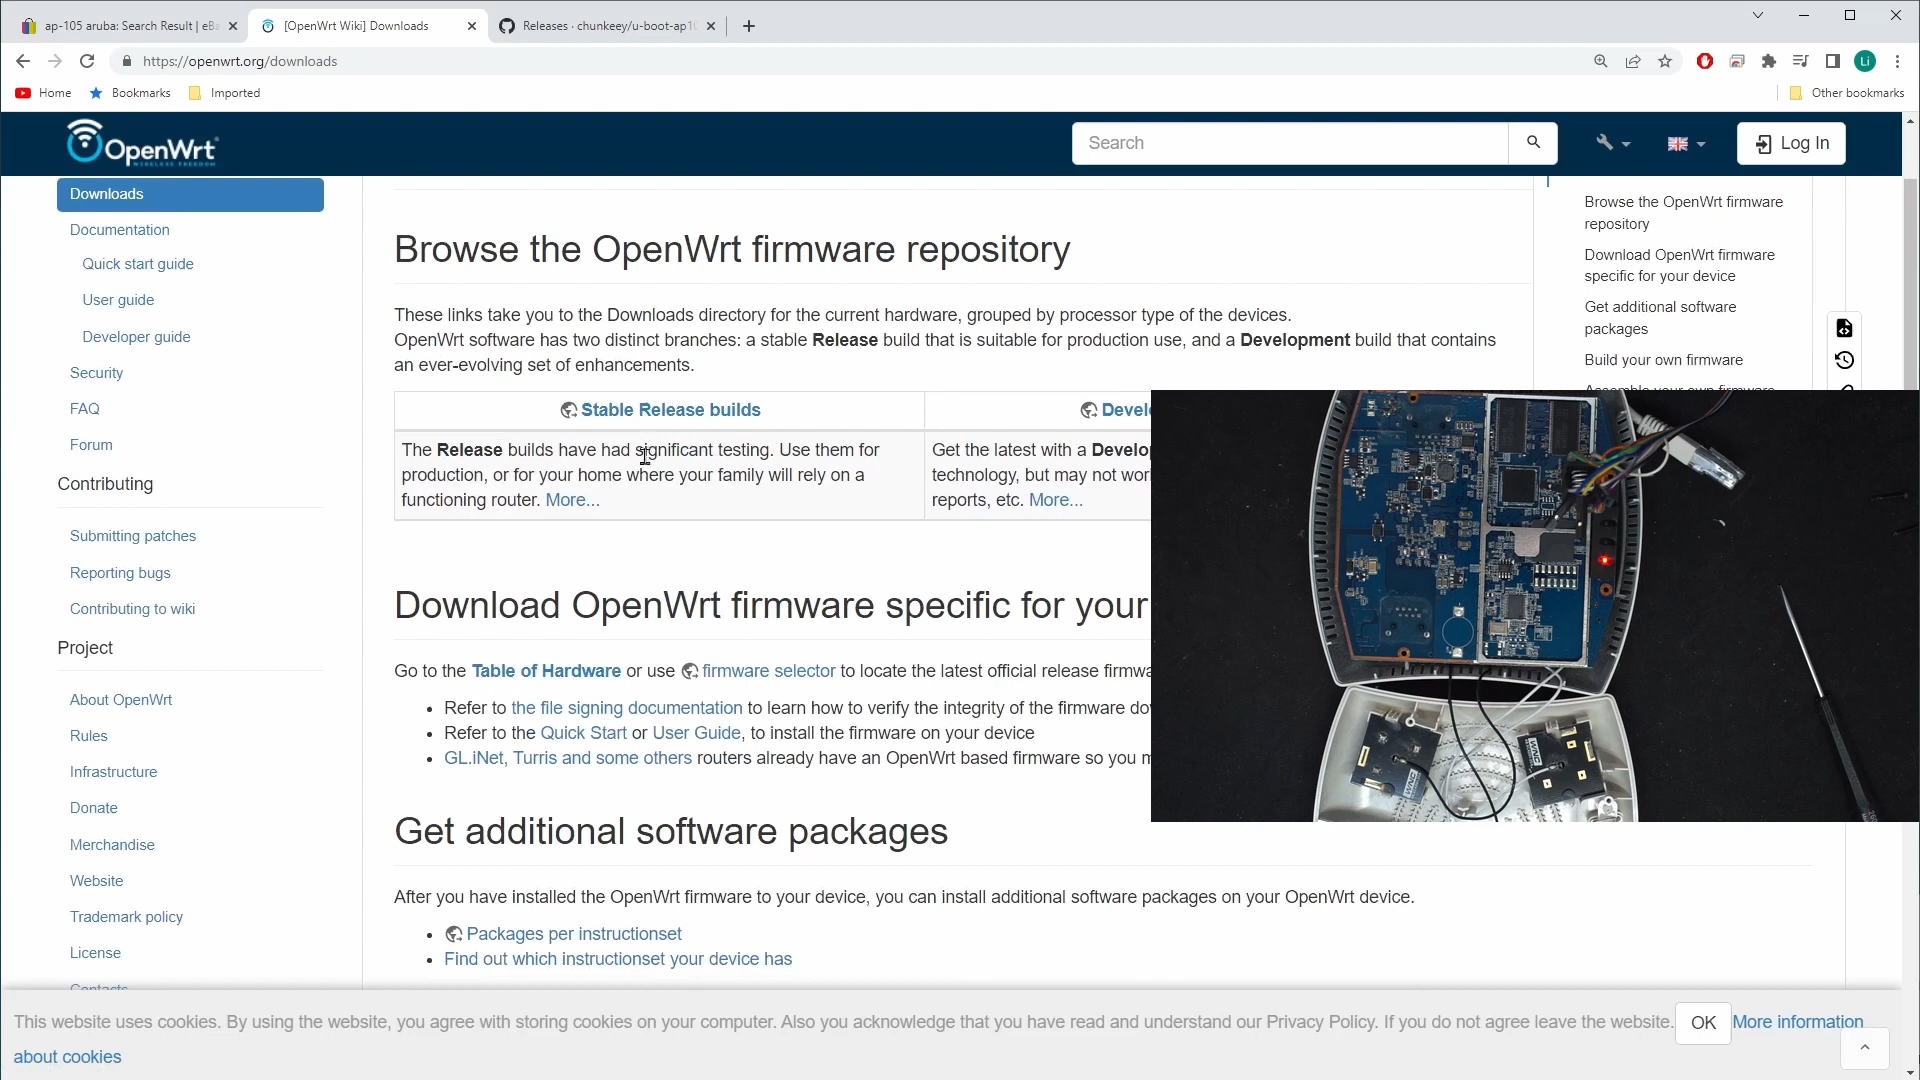 ap-105 aruba: Search Result | eBa
[OpenWrt Wiki] Downloads
Releases · chunkeey/u-boot-ap10
https://openwrt.org/downloads
Li
Home
Bookmarks
Imported
Other bookmarks
OpenWrt
WIRELESS FREEDOM
Search
Log In
Downloads
Documentation
Quick start guide
User guide
Developer guide
Security
FAQ
Forum
Contributing
Submitting patches
Reporting bugs
Contributing to wiki
Project
About OpenWrt
Rules
Infrastructure
Donate
Merchandise
Website
Trademark policy
License
Contacts
Browse the OpenWrt firmware repository
These links take you to the Downloads directory for the current hardware, grouped by processor type of the devices.
OpenWrt software has two distinct branches: a stable Release build that is suitable for production use, and a Development build that contains
an ever-evolving set of enhancements.
Stable Release builds
Develo
The Release builds have had significant testing. Use them for
production, or for your home where your family will rely on a
functioning router. More...
Get the latest with a Develop
technology, but may not work
reports, etc. More...
Download OpenWrt firmware specific for your
Go to the Table of Hardware or use firmware selector to locate the latest official release firmwa
• Refer to the file signing documentation to learn how to verify the integrity of the firmware do
• Refer to the Quick Start or User Guide, to install the firmware on your device
• GL.iNet, Turris and some others routers already have an OpenWrt based firmware so you m
Get additional software packages
After you have installed the OpenWrt firmware to your device, you can install additional software packages on your OpenWrt device.
• Packages per instructionset
• Find out which instructionset your device has
Browse the OpenWrt firmware
repository
Download OpenWrt firmware
specific for your device
Get additional software
packages
Build your own firmware
Assemble your own firmware
WNC
WNC
This website uses cookies. By using the website, you agree with storing cookies on your computer. Also you acknowledge that you have read and understand our Privacy Policy. If you do not agree leave the website. OK More information
about cookies